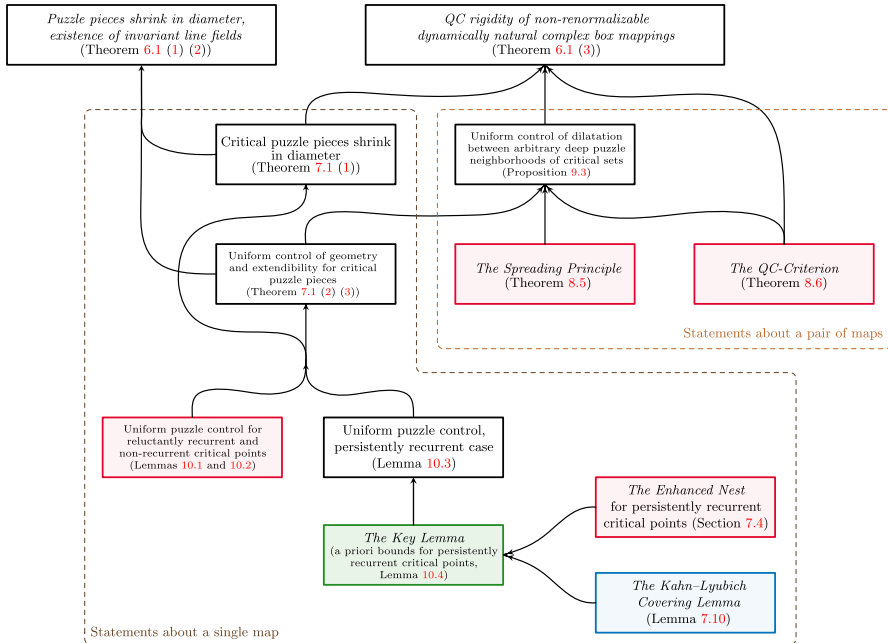 Puzzle pieces shrink in diameter,
existence of invariant line fields
(Theorem 6.1 (1) (2))
QC rigidity of non-renormalizable
dynamically natural complex box mappings
(Theorem 6.1 (3))
Critical puzzle pieces shrink
in diameter
(Theorem 7.1 (1))
Uniform control of dilatation
between arbitrary deep puzzle
neighborhoods of critical sets
(Proposition 9.3)
Uniform control of geometry
and extendibility for critical
puzzle pieces
(Theorem 7.1 (2) (3))
The Spreading Principle
(Theorem 8.5)
The QC-Criterion
(Theorem 8.6)
Statements about a pair of maps
Uniform puzzle control for
reluctantly recurrent and
non-recurrent critical points
(Lemmas 10.1 and 10.2)
Uniform puzzle control,
persistently recurrent case
(Lemma 10.3)
The Enhanced Nest
for persistently recurrent
critical points (Section 7.4)
The Key Lemma
(a priori bounds for persistently
recurrent critical points,
Lemma 10.4)
The Kahn–Lyubich
Covering Lemma
(Lemma 7.10)
Statements about a single map